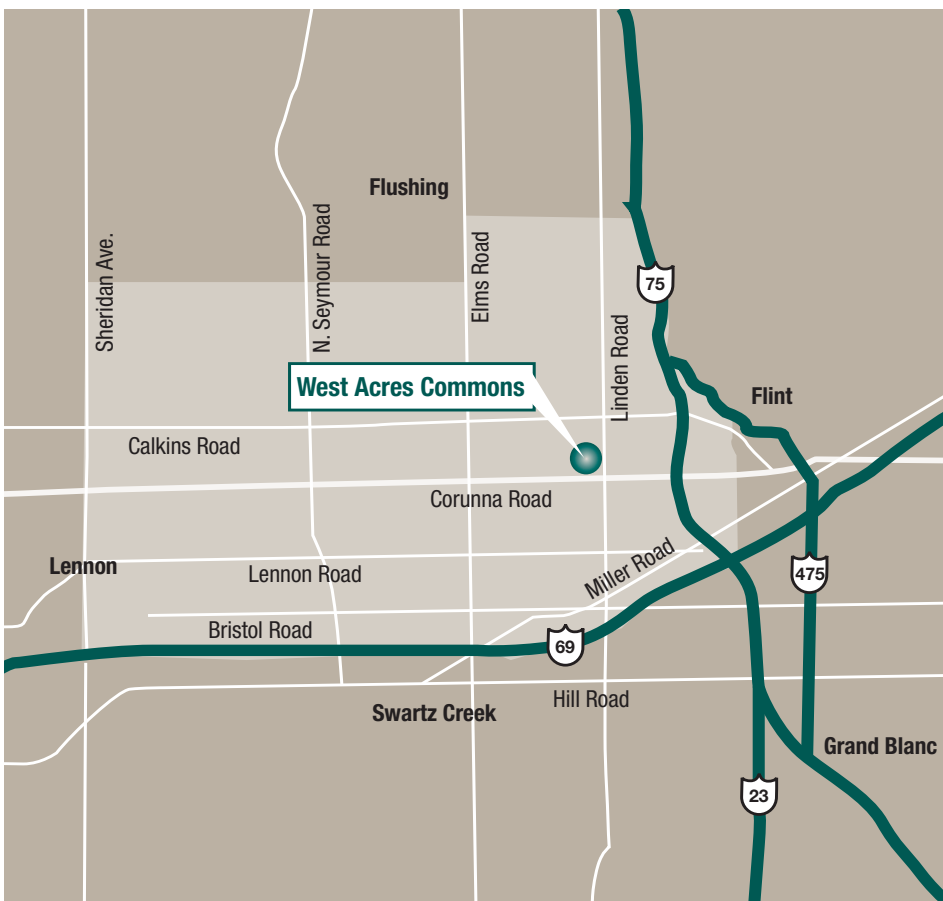 Flushing
Sheridan Ave.
N. Seymour Road
Elms Road
Linden Road
75
West Acres Commons
Flint
Calkins Road
Corunna Road
Lennon
Lennon Road
Miller Road
475
Bristol Road
69
Swartz Creek
Hill Road
Grand Blanc
23